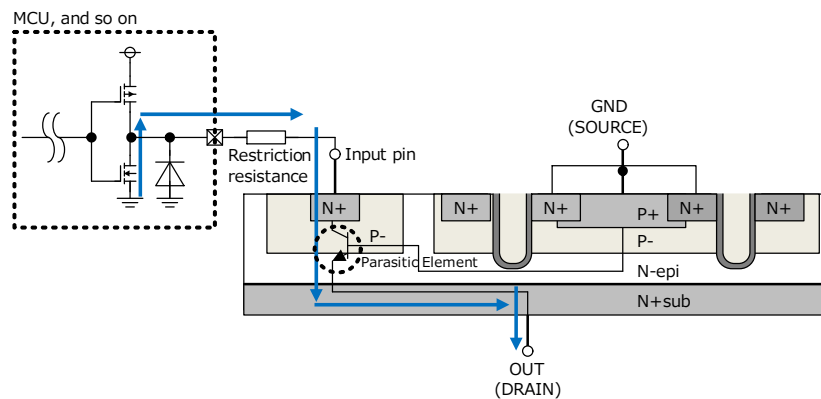 MCU, and so on
GND
(SOURCE)
Restriction
resistance
Input pin
N+
N+
N+
P+
N+
N+
P-
P-
Parasitic Element
N-epi
N+sub
OUT
(DRAIN)